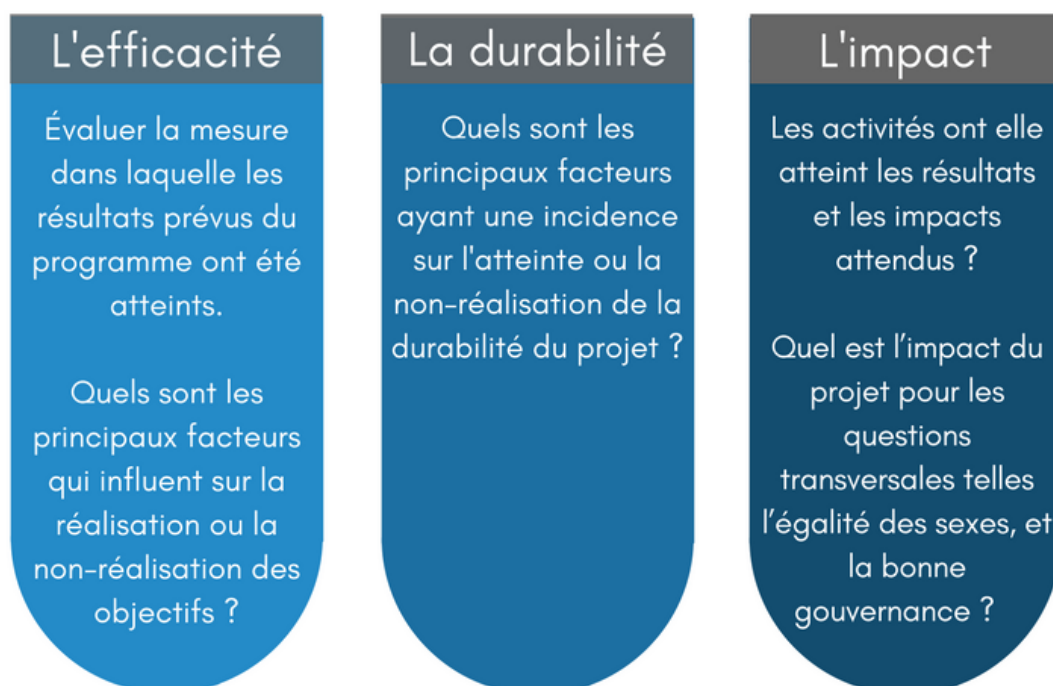 L'efficacité
Évaluer la mesure
dans laquelle les
résultats prévus du
programme ont été
atteints.
Quels sont les
principaux facteurs
qui influent sur la
réalisation ou la
non-réalisation des
objectifs ?
La durabilité
Quels sont les
principaux facteurs
ayant une incidence
sur l'atteinte ou la
non-réalisation de la
durabilité du projet ?
L'impact
Les activités ont elle
atteint les résultats
et les impacts
attendus ?
Quel est l’impact du
projet pour les
questions
transversales telles
l’égalité des sexes, et
la bonne
gouvernance ?